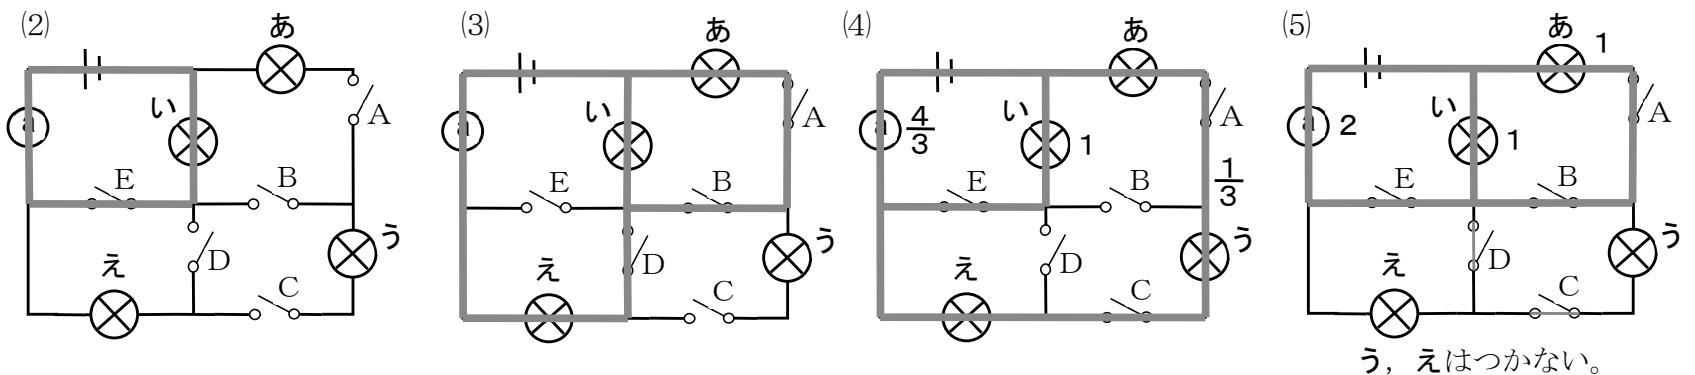 (2)
あ
a
い
A
E
B
う
え
D
C
(3)
あ
a
い
A
E
B
う
え
D
C
(4)
あ
a 4/3
い 1
A
E
B
1/3
う
え
D
C
(5)
あ 1
a 2
い 1
A
E
B
う
え
D
C
う，えはつかない。